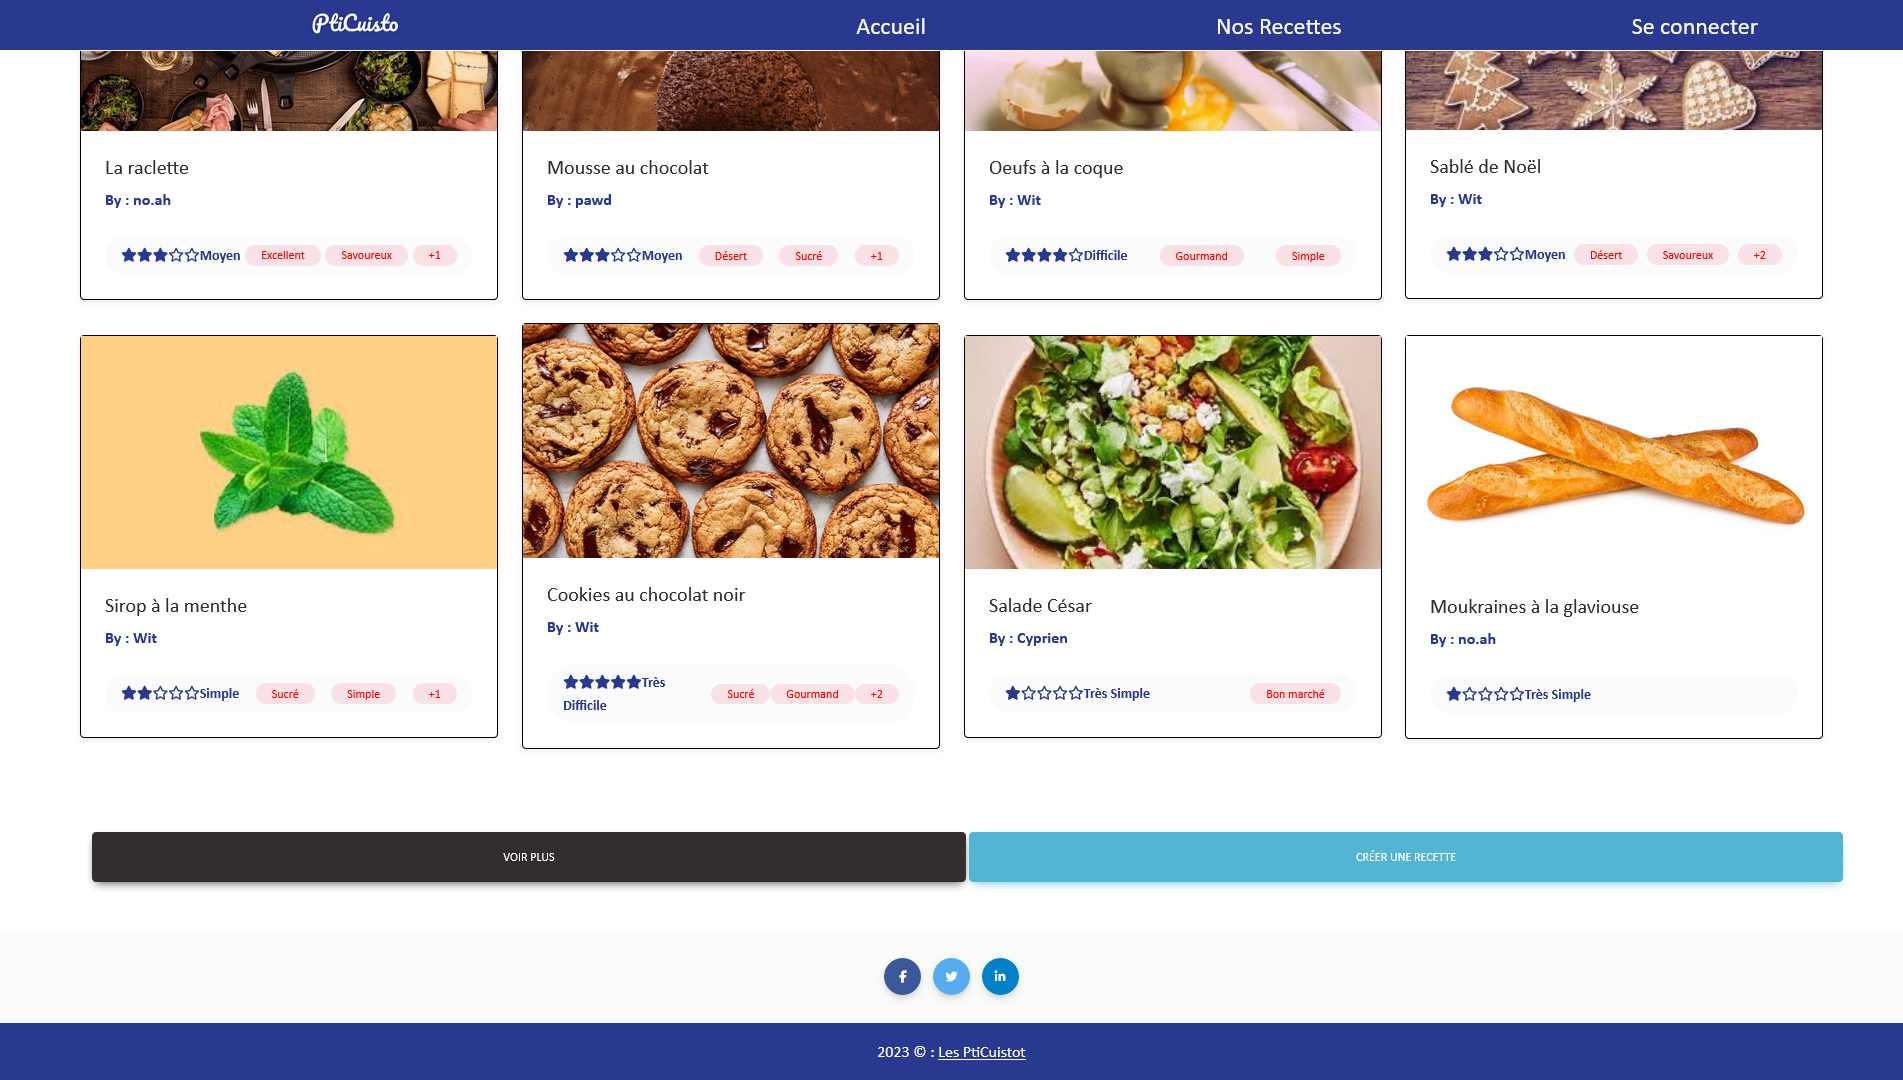 PtiCuisto
Accueil
Nos Recettes
Se connecter
La raclette
By : no.ah
Moyen Excellent Savoureux +1
Mousse au chocolat
By : pawd
Moyen Désert Sucré +1
Oeufs à la coque
By : Wit
Difficile Gourmand Simple
Sablé de Noël
By : Wit
Moyen Désert Savoureux +2
Sirop à la menthe
By : Wit
Simple Sucré Simple +1
Cookies au chocolat noir
By : Wit
Très
Difficile
Sucré Gourmand +2
Salade César
By : Cyprien
Très Simple Bon marché
Moukraines à la glaviouse
By : no.ah
Très Simple
VOIR PLUS
CRÉER UNE RECETTE
2023 © : Les PtiCuistot